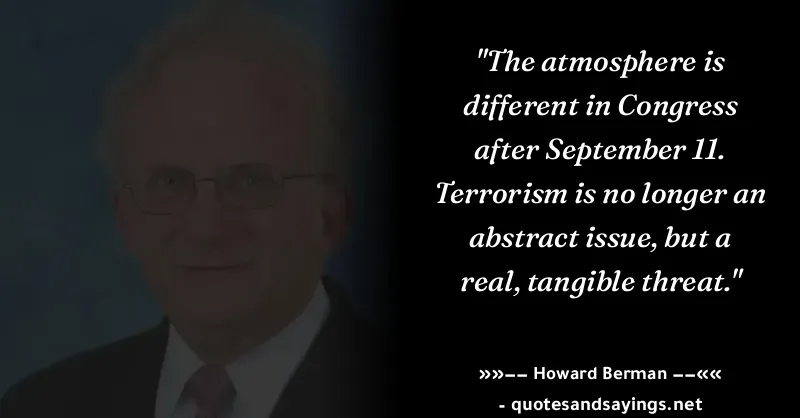 "The atmosphere is
different in Congress
after September 11.
Terrorism is no longer an
abstract issue, but a
real, tangible threat."
»»−− Howard Berman −−««
- quotesandsayings.net